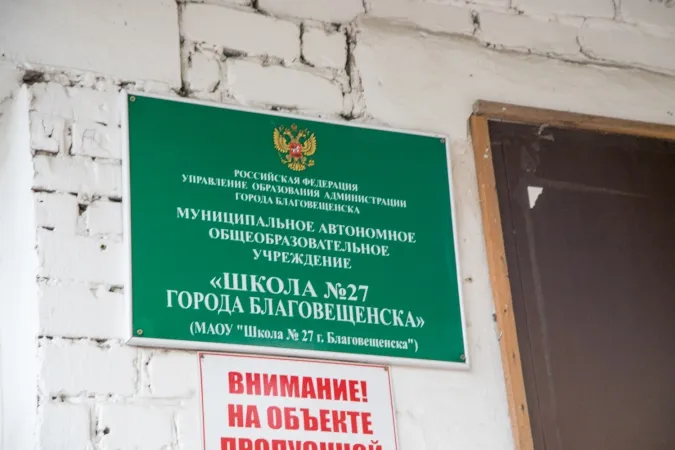 РОССИЙСКАЯ ФЕДЕРАЦИЯ
УПРАВЛЕНИЕ ОБРАЗОВАНИЯ АДМИНИСТРАЦИИ
ГОРОДА БЛАГОВЕЩЕНСКА
МУНИЦИПАЛЬНОЕ АВТОНОМНОЕ
ОБЩЕОБРАЗОВАТЕЛЬНОЕ
УЧРЕЖДЕНИЕ
«ШКОЛА №27
ГОРОДА БЛАГОВЕЩЕНСКА»
(МАОУ "Школа № 27 г. Благовещенска")
ВНИМАНИЕ!
НА ОБЪЕКТЕ
ПРОПУСКНОЙ